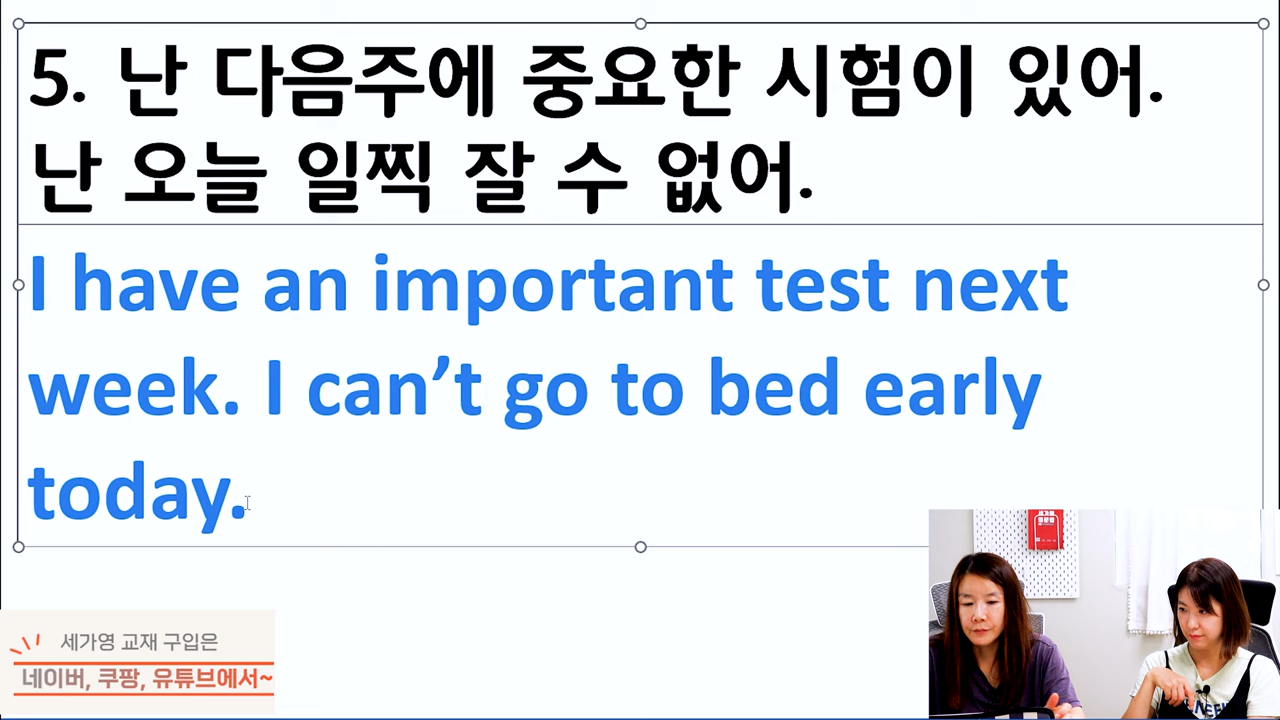 5. 난 다음주에 중요한 시험이 있어.
난 오늘 일찍 잘 수 없어.
I have an important test next
week. I can’t go to bed early
today.
세가영 교재 구입은
네이버, 쿠팡, 유튜브에서~